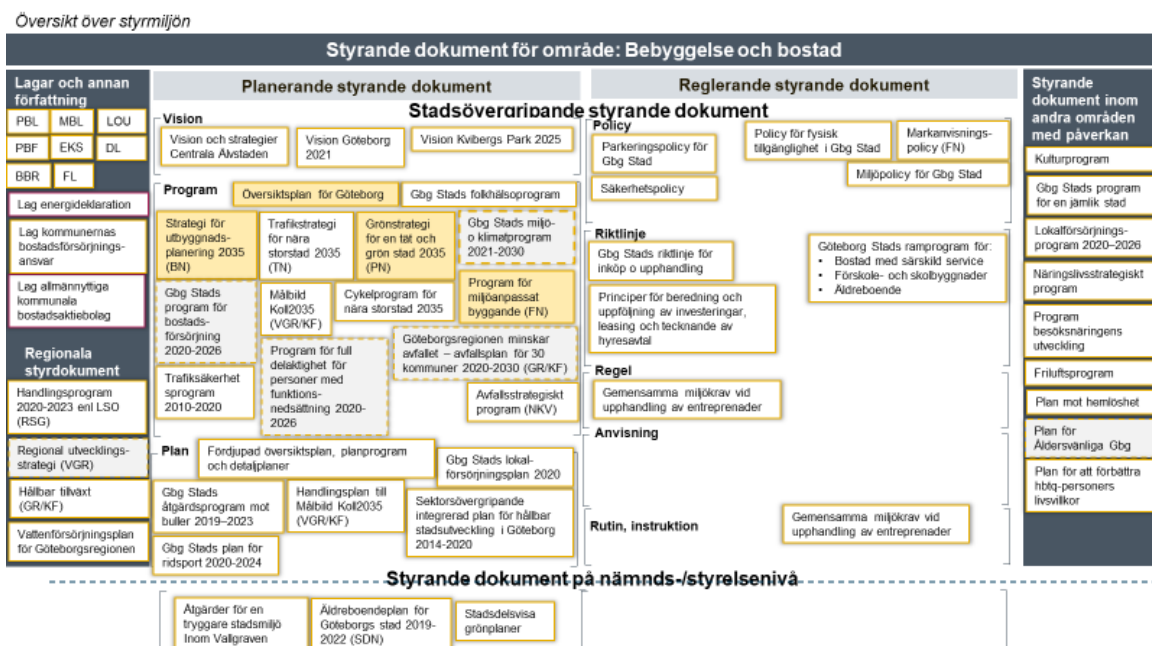 Översikt över styrmiljön
Styrande dokument för område: Bebyggelse och bostad
Lagar och annan
författning
PBL
MBL
LOU
PBF
EKS
DL
BBR
FL
Lag energideklaration
Lag kommunernas
bostadsförsörjnings-
ansvar
Lag allmännyttiga
kommunala
bostadsaktiebolag
Regionala
styrdokument
Handlingsprogram
2020-2023 enl LSO
(RSG)
Regional utvecklings-
strategi (VGR)
Hållbar tillväxt
(GR/KF)
Vattenförsörjningsplan
för Göteborgsregionen
Planerande styrande dokument
Reglerande styrande dokument
Stadsövergripande styrande dokument
Vision
Vision och strategier
Centrala Älvstaden
Vision Göteborg
2021
Vision Kvibergs Park 2025
Program
Översiktsplan för Göteborg
Gbg Stads folkhälsoprogram
Strategi för
utbyggnads-
planering 2035
(BN)
Trafikstrategi
för nära
storstad 2035
(TN)
Grönstrategi
för en tät och
grön stad 2035
(PN)
Gbg Stads miljö-
o klimatprogram
2021-2030
Gbg Stads
program för
bostads-
försörjning
2020-2026
Målbild
Koll2035
(VGR/KF)
Cykelprogram för
nära storstad 2035
Program för
miljöanpassat
byggande (FN)
Göteborgsregionen minskar
avfallet – avfallsplan för 30
kommuner 2020-2030 (GR/KF)
Program för full
delaktighet för
personer med
funktions-
nedsättning 2020-
2026
Trafiksäkerhet
sprogram
2010-2020
Avfallsstrategiskt
program (NKV)
Plan
Fördjupad översiktsplan, planprogram
och detaljplaner
Gbg Stads lokal-
försörjningsplan 2020
Gbg Stads
åtgärdsprogram mot
buller 2019–2023
Handlingsplan till
Målbild Koll2035
(VGR/KF)
Sektorsövergripande
integrerad plan för hållbar
stadsutveckling i Göteborg
2014-2020
Gbg Stads plan för
ridsport 2020-2024
Policy
Parkeringspolicy för
Gbg Stad
Policy för fysisk
tillgänglighet i Gbg Stad
Markanvisnings-
policy (FN)
Säkerhetspolicy
Miljöpolicy för Gbg Stad
Riktlinje
Gbg Stads riktlinje för
inköp o upphandling
Göteborg Stads ramprogram för:
• Bostad med särskild service
• Förskole- och skolbyggnader
• Äldreboende
Principer för beredning och
uppföljning av investeringar,
leasing och tecknande av
hyresavtal
Regel
Gemensamma miljökrav vid
upphandling av entreprenader
Anvisning
Rutin, instruktion
Gemensamma miljökrav vid
upphandling av entreprenader
Styrande
dokument inom
andra områden
med påverkan
Kulturprogram
Gbg Stads program
för en jämlik stad
Lokalförsörjnings-
program 2020–2026
Näringslivsstrategiskt
program
Program
besöksnäringens
utveckling
Friluftsprogram
Plan mot hemlöshet
Plan för
Åldersvänliga Gbg
Plan för att förbättra
hbtq-personers
livsvillkor
Styrande dokument på nämnds-/styrelsenivå
Åtgärder för en
tryggare stadsmiljö
Inom Vallgraven
Äldreboendeplan för
Göteborgs stad 2019-
2022 (SDN)
Stadsdelsvisa
grönplaner